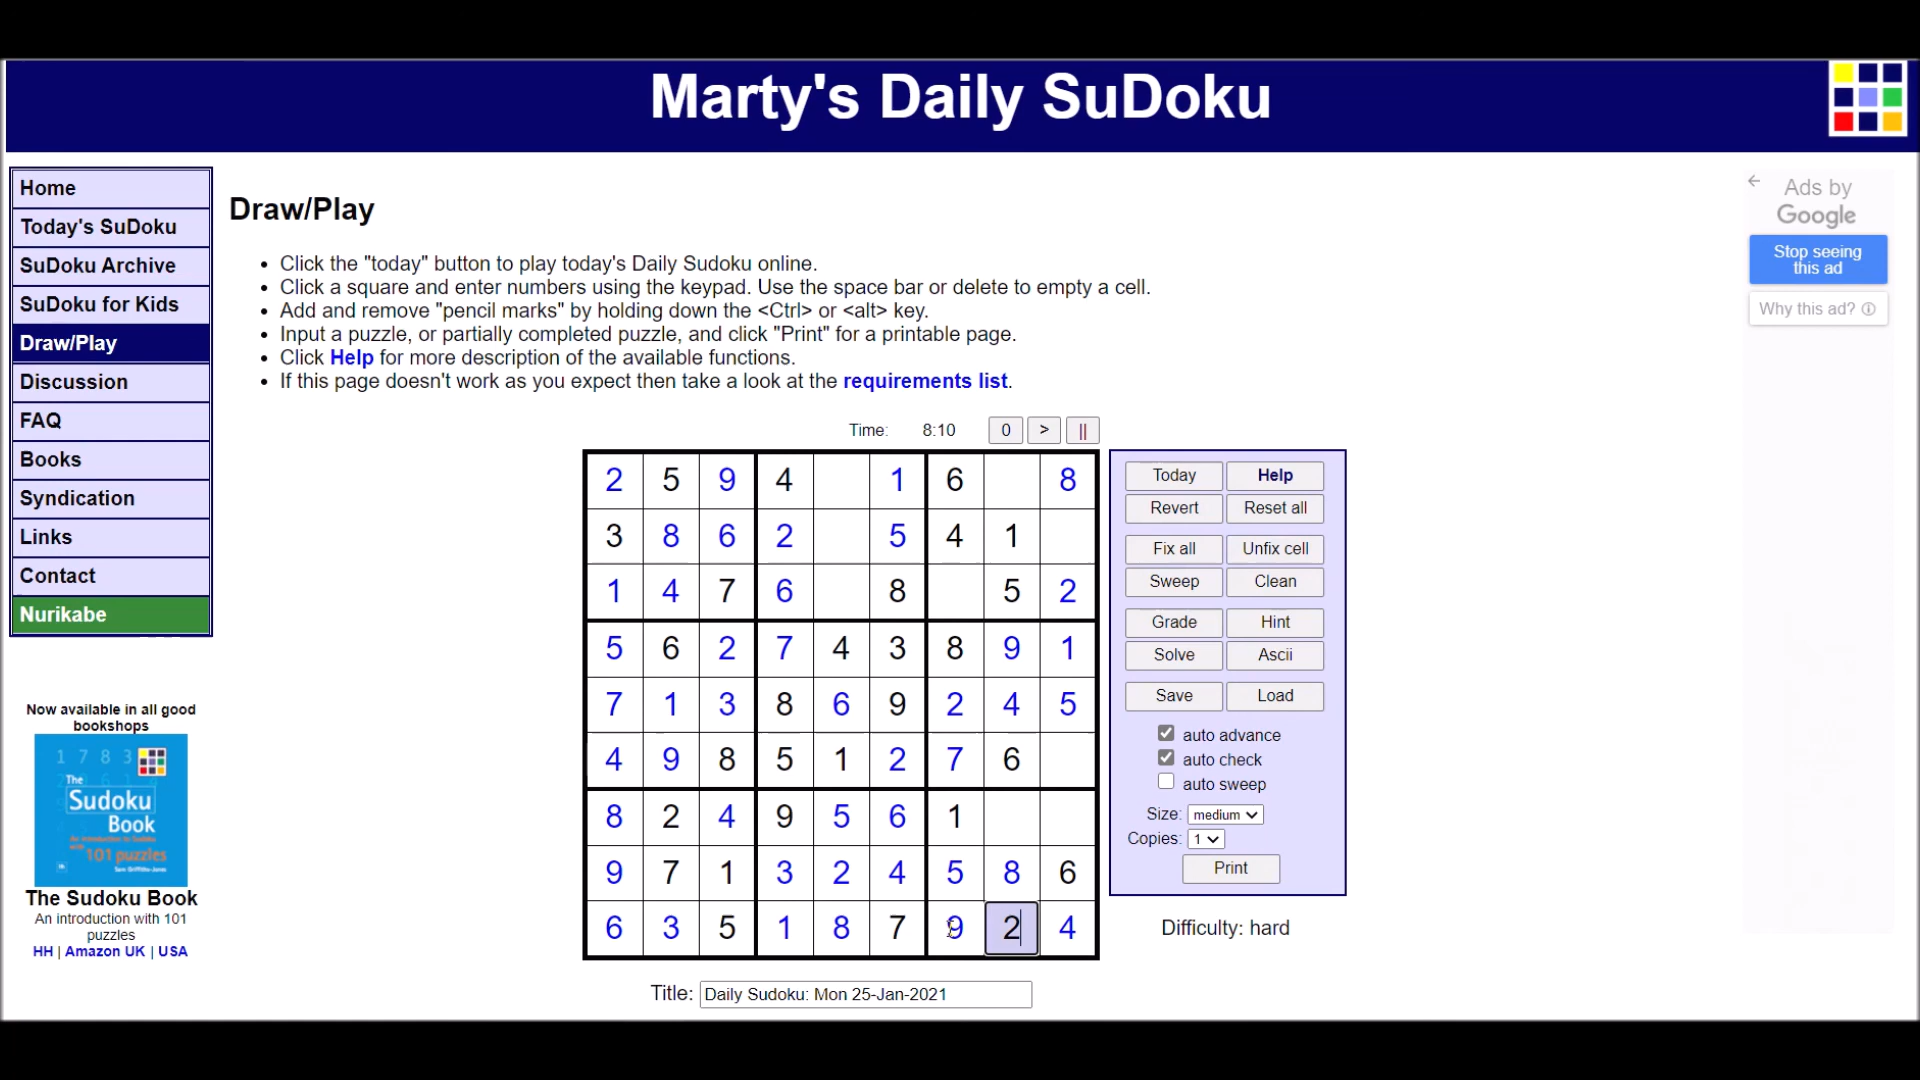 Marty's Daily SuDoku
Home
Today's SuDoku
SuDoku Archive
SuDoku for Kids
Draw/Play
Discussion
FAQ
Books
Syndication
Links
Contact
Nurikabe
Now available in all good
bookshops
1 7 8 3
The
Sudoku
Book
An introduction to Sudoku
with 101 puzzles
The Sudoku Book
An introduction with 101
puzzles
HH | Amazon UK | USA
Draw/Play
• Click the "today" button to play today's Daily Sudoku online.
• Click a square and enter numbers using the keypad. Use the space bar or delete to empty a cell.
• Add and remove "pencil marks" by holding down the <Ctrl> or <alt> key.
• Input a puzzle, or partially completed puzzle, and click "Print" for a printable page.
• Click Help for more description of the available functions.
• If this page doesn't work as you expect then take a look at the requirements list.
Time: 8:10 0 > ||
2 5 9 4 1 6 8
3 8 6 2 5 4 1
1 4 7 6 8 5 2
5 6 2 7 4 3 8 9 1
7 1 3 8 6 9 2 4 5
4 9 8 5 1 2 7 6
8 2 4 9 5 6 1
9 7 1 3 2 4 5 8 6
6 3 5 1 8 7 9 2 4
Title: Daily Sudoku: Mon 25-Jan-2021
Today Help
Revert Reset all
Fix all Unfix cell
Sweep Clean
Grade Hint
Solve Ascii
Save Load
auto advance
auto check
auto sweep
Size: medium
Copies: 1
Print
Difficulty: hard
Ads by
Google
Stop seeing
this ad
Why this ad?